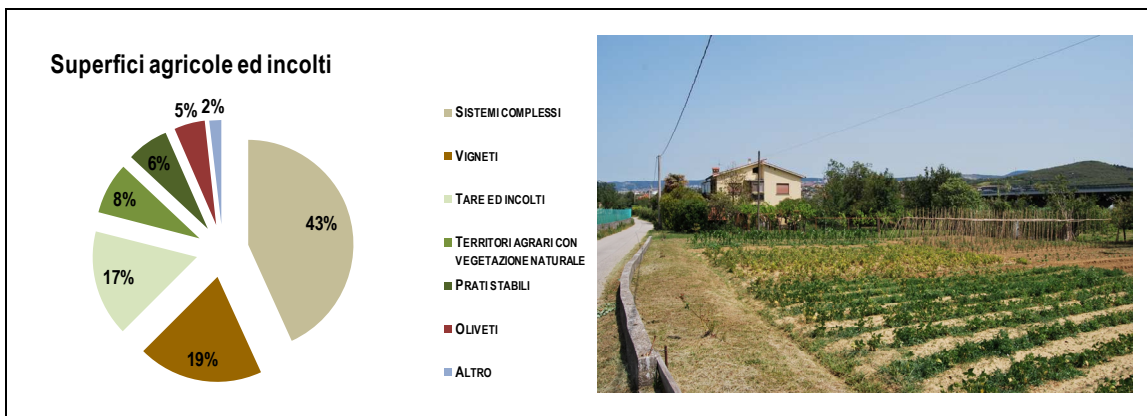 Superfici agricole ed incolti
5%
2%
6%
8%
17%
19%
43%
SISTEMI COMPLESSI
VIGNETI
TARE ED INCOLTI
TERRITORI AGRARI CON
VEGETAZIONE NATURALE
PRATI STABILI
OLIVETI
ALTRO